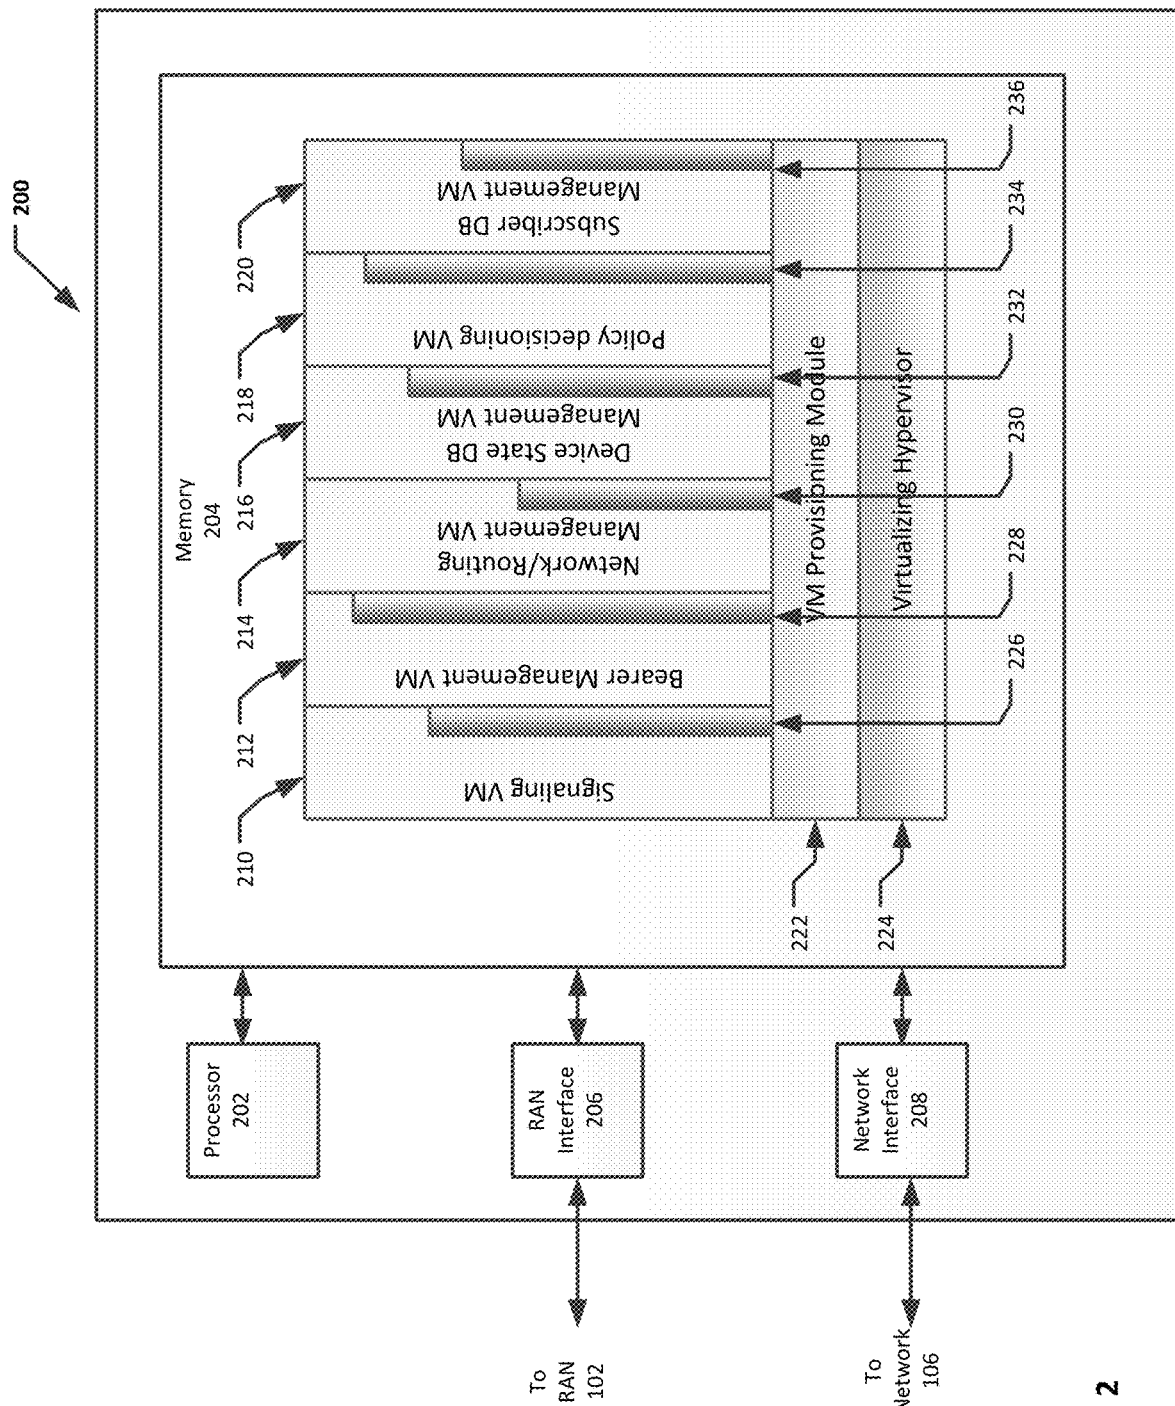 200
Memory
204
210
212
214
216
218
220
Signaling VM
Bearer Management VM
Network/Routing
Management VM
Device State DB
Management VM
Policy decisioning VM
Subscriber DB
Management VM
222
VM Provisioning Module
224
Virtualizing Hypervisor
226
228
230
232
234
236
Processor
202
RAN
Interface
206
Network
Interface
208
To
RAN
102
To
Network
106
2